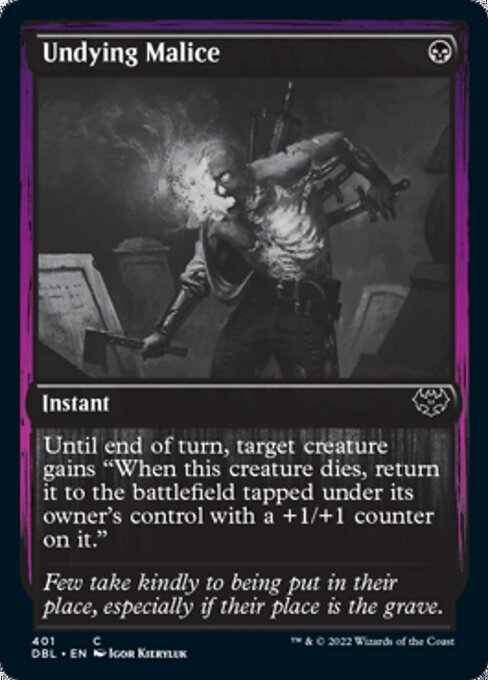 Undying Malice
Instant
Until end of turn, target creature
gains “When this creature dies, return
it to the battlefield tapped under its
owner’s control with a +1/+1 counter
on it.”
Few take kindly to being put in their
place, especially if their place is the grave.
401 C
DBL • EN Igor Kieryluk
™ & © 2022 Wizards of the Coast